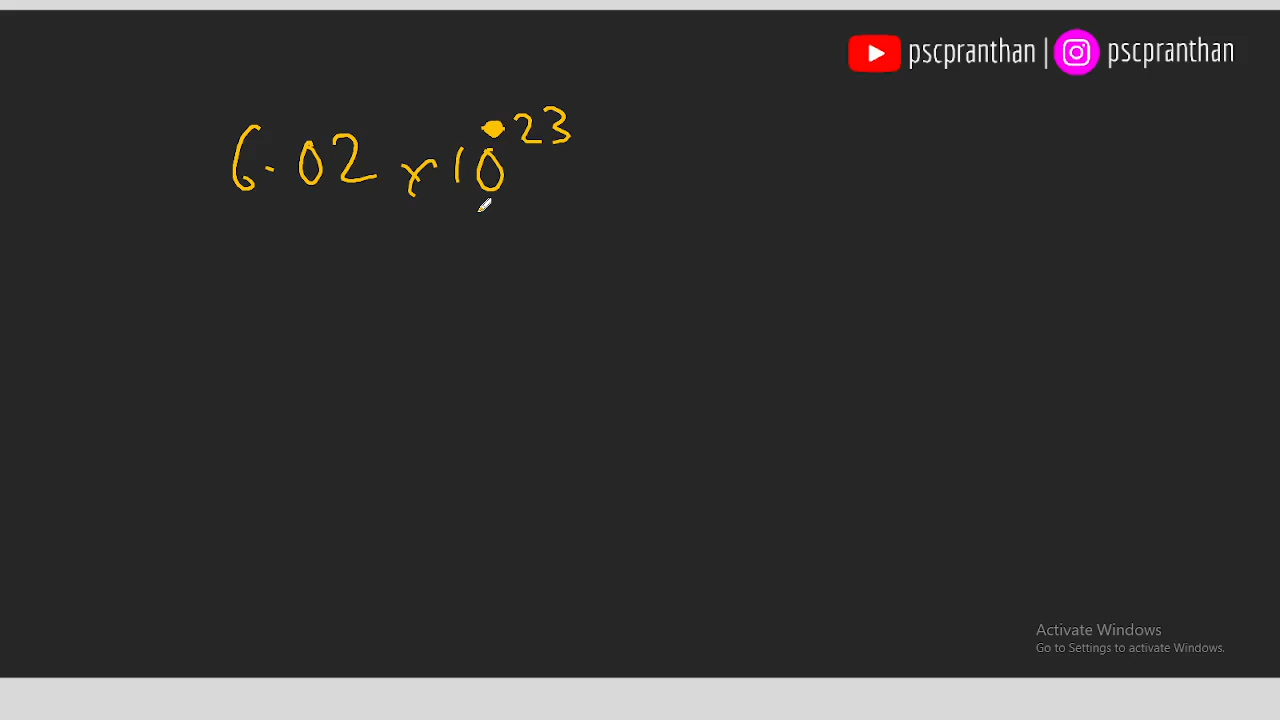 pscpranthan | pscpranthan
6.02 x 10²³
Activate Windows
Go to Settings to activate Windows.